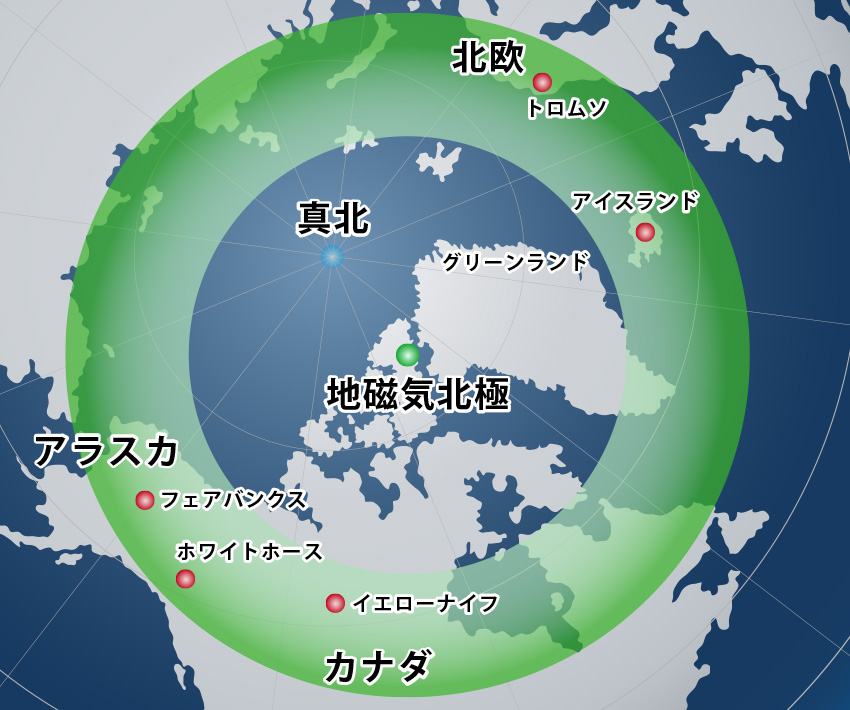 北欧
トロムソ
アイスランド
真北
グリーンランド
地磁気北極
アラスカ
フェアバンクス
ホワイトホース
イエローナイフ
カナダ